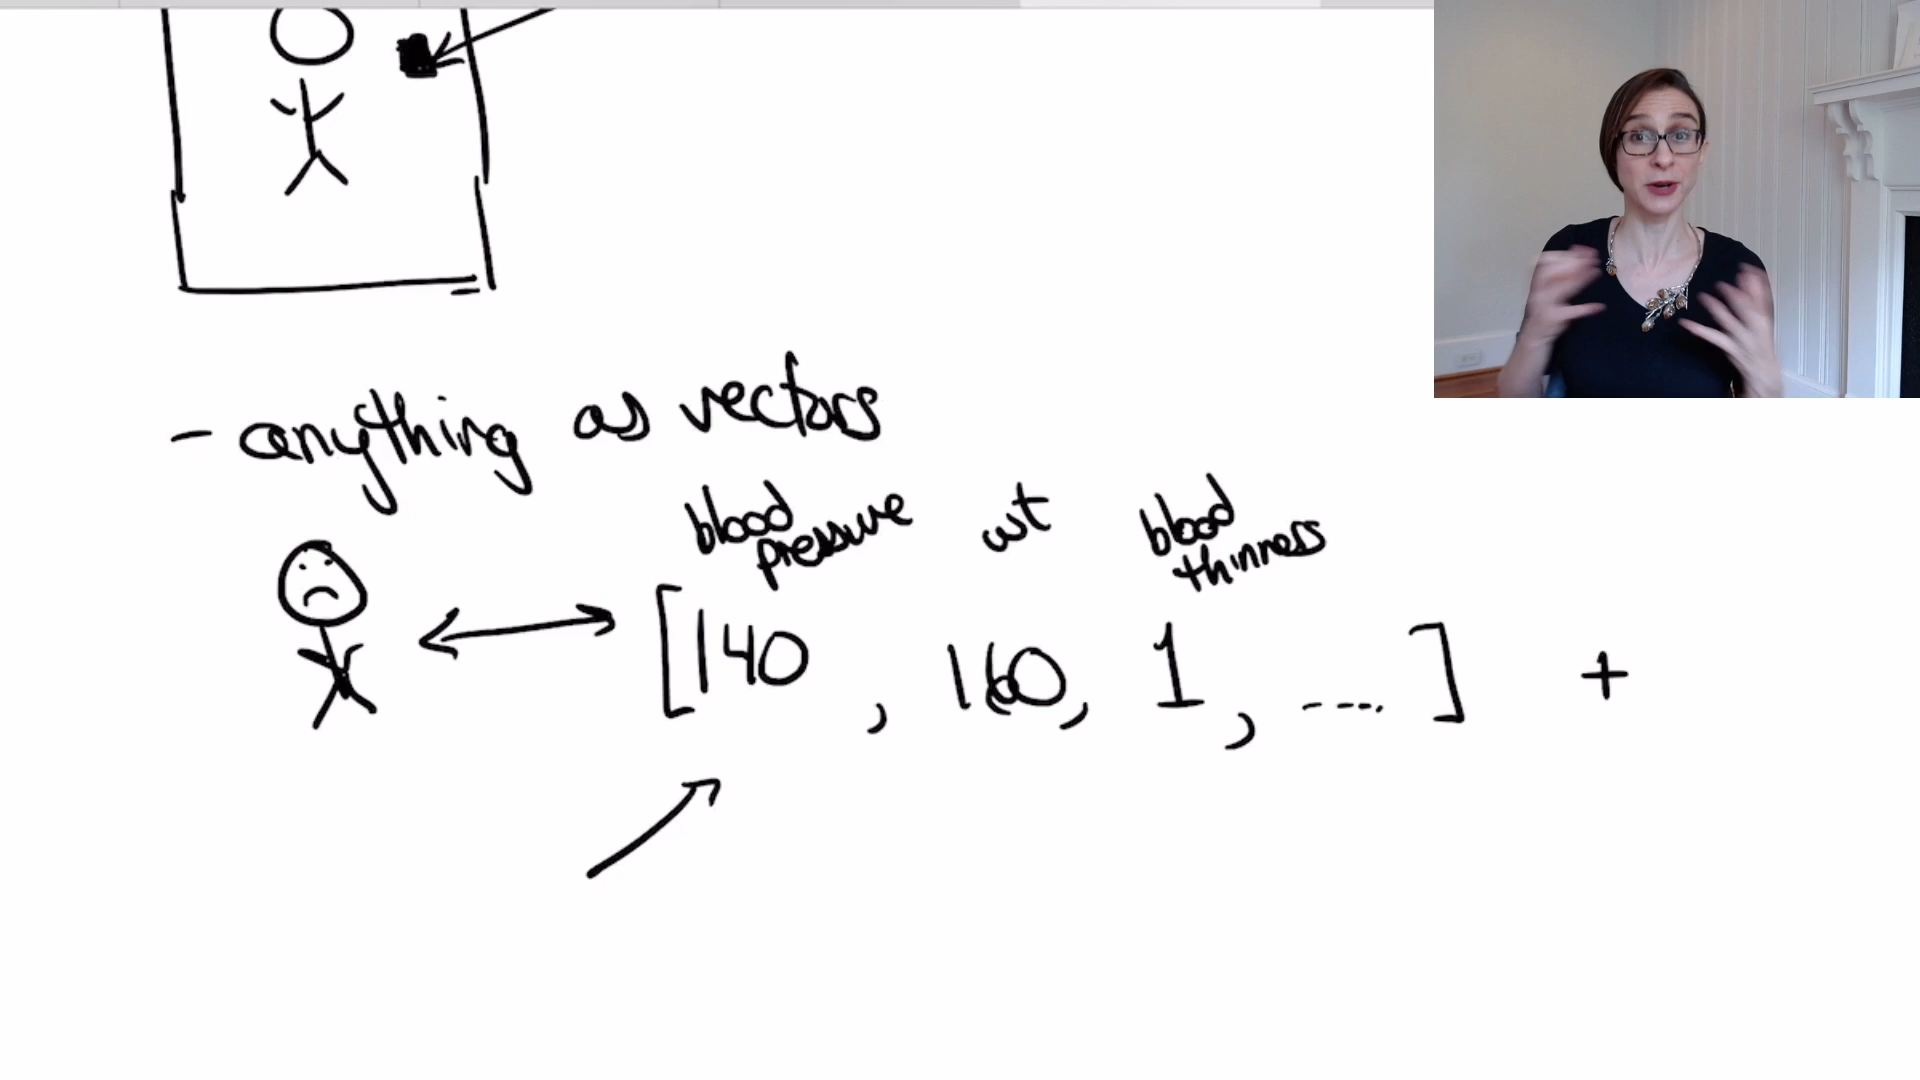 - anything as vectors
blood pressure wt blood thinness
[140, 160, 1, ....] +